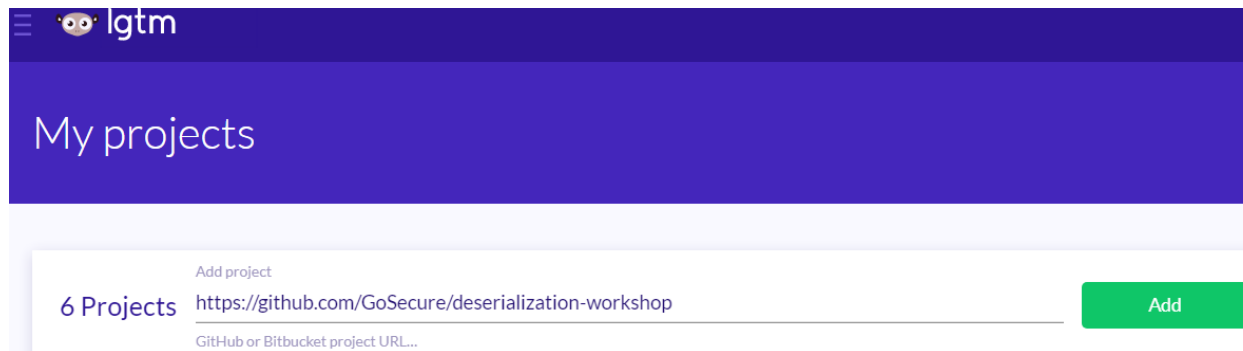 lgtm
My projects
Add project
6 Projects https://github.com/GoSecure/deserialization-workshop Add
GitHub or Bitbucket project URL...